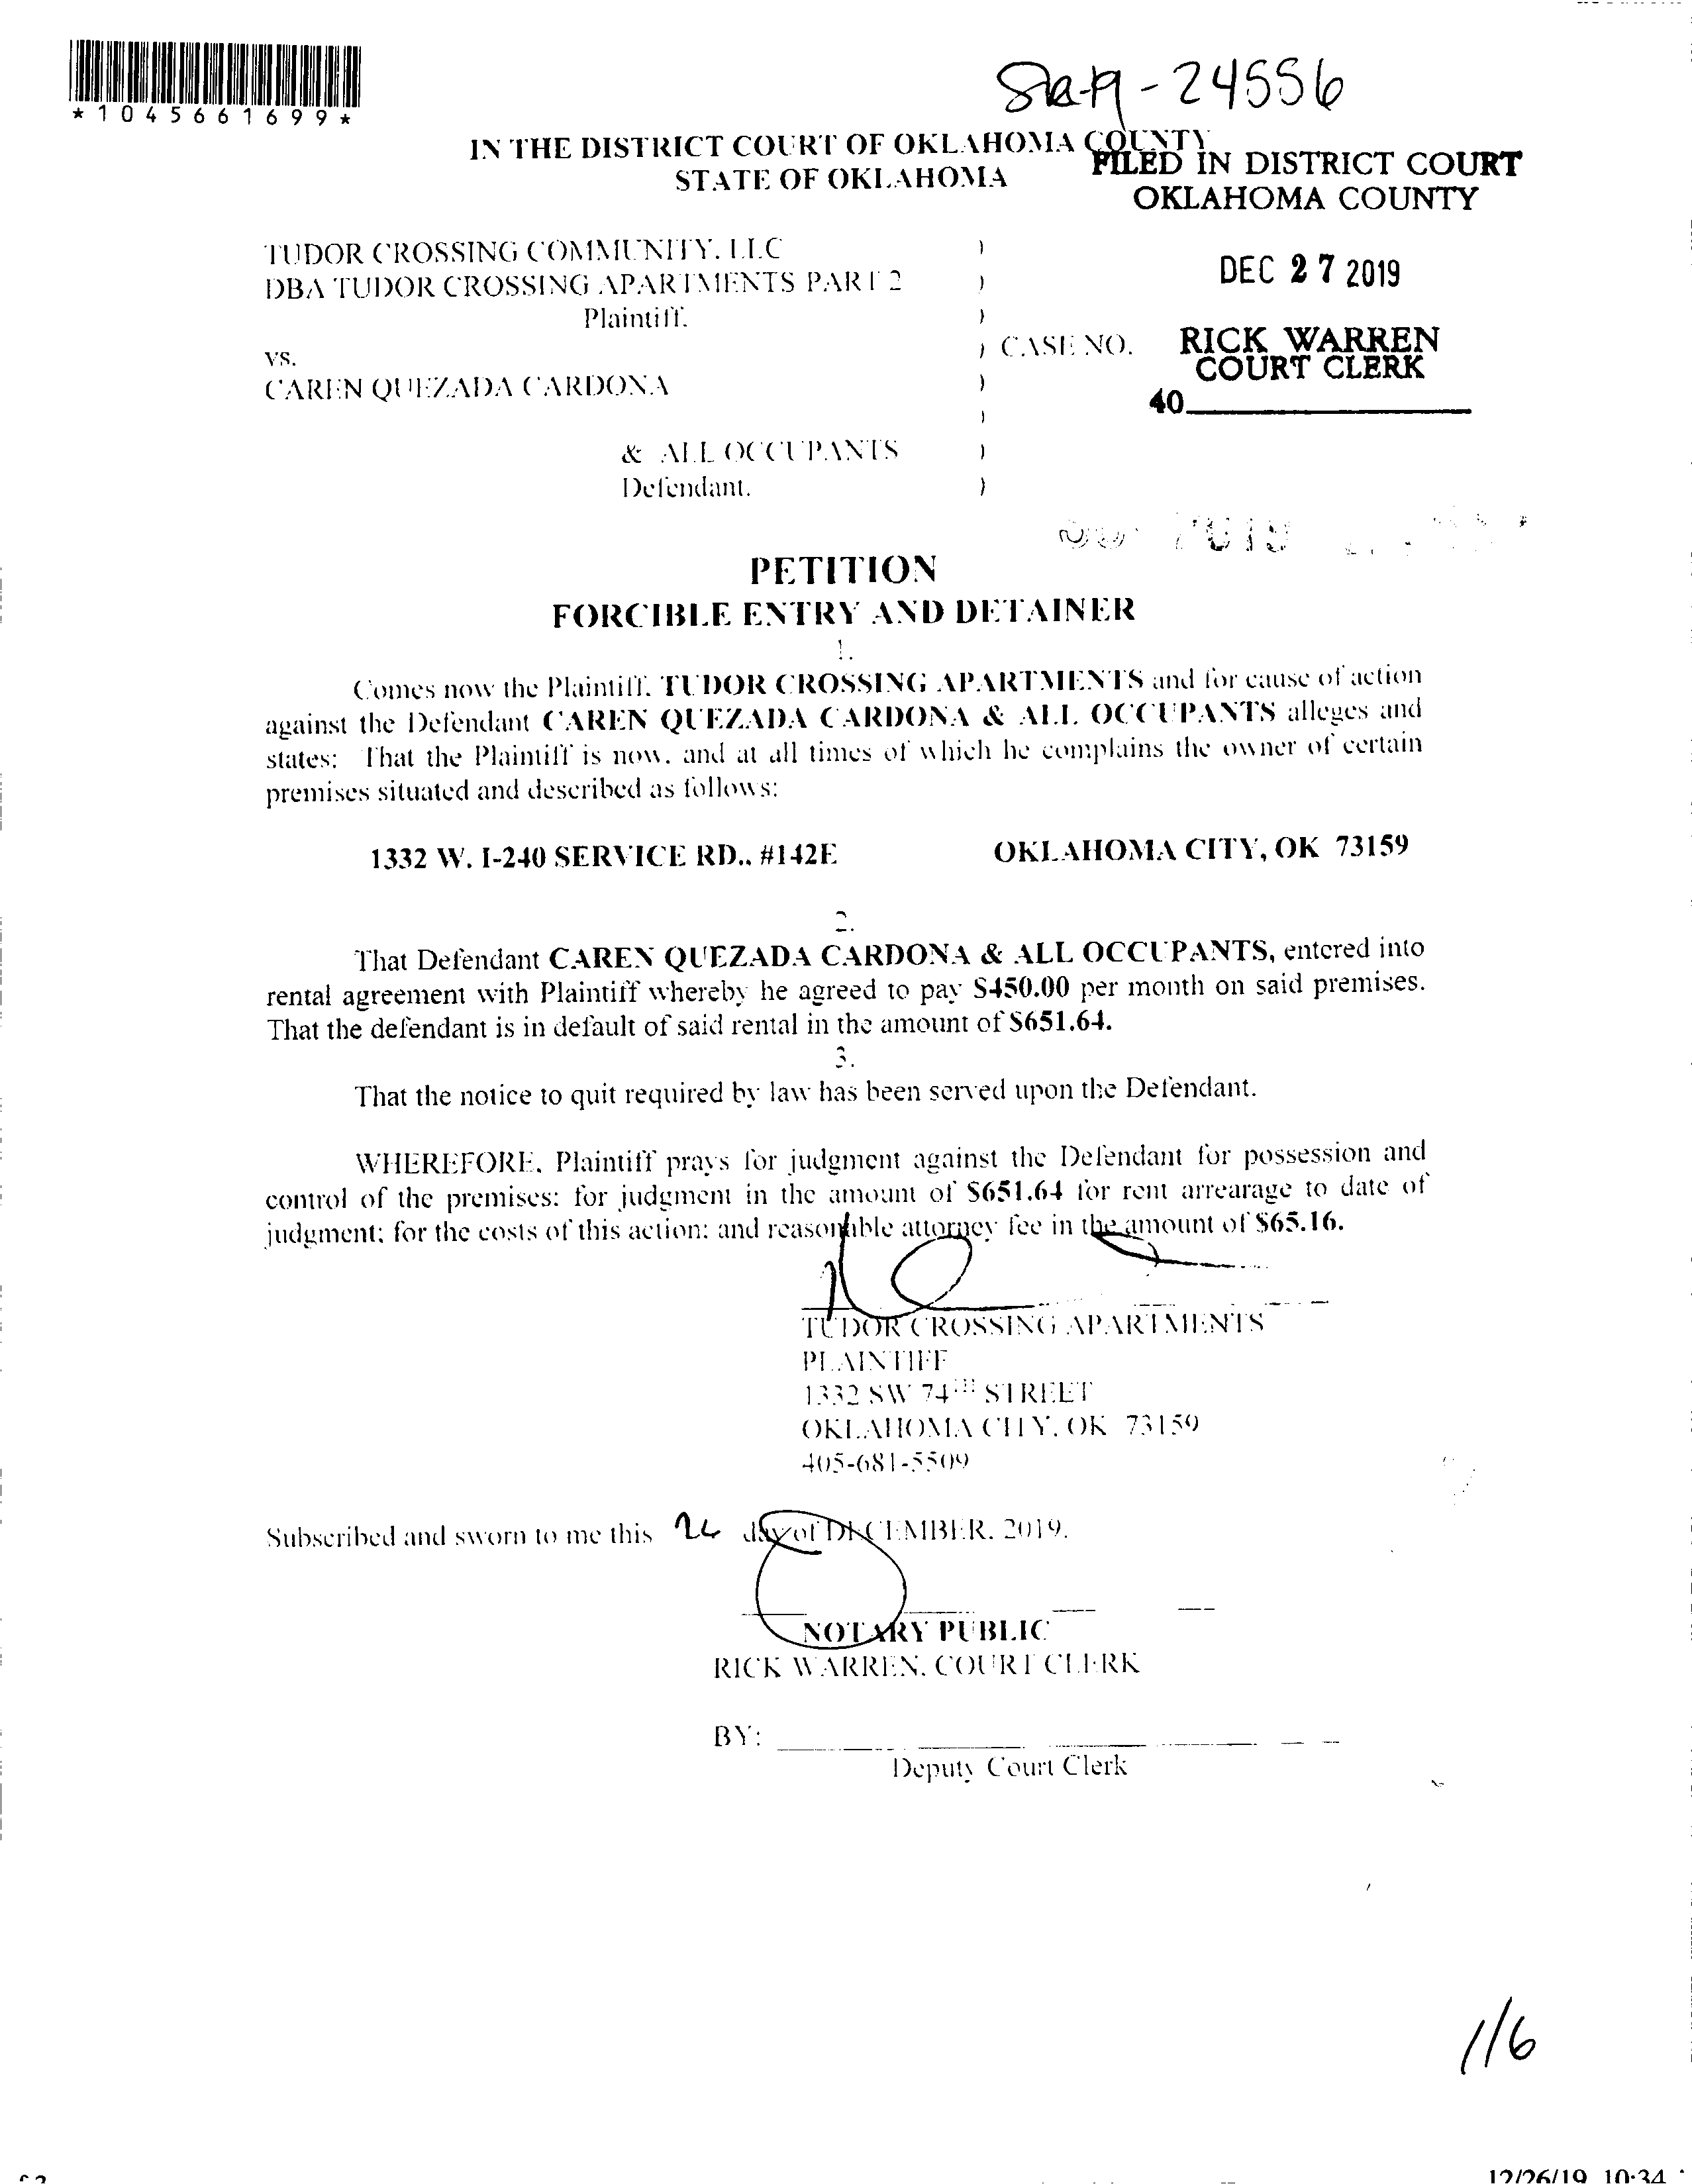 *1045661699*
-24556
IN THE DISTRICT COURT OF OKLAHOMA COUNTY
STATE OF OKLAHOMA
FILED IN DISTRICT COURT
OKLAHOMA COUNTY
TUDOR CROSSING COMMUNITY, LLC )
DBA TUDOR CROSSING APARTMENTS PART 2 )
DEC 27 2019
Plaintiff, )
vs. ) CASE NO.
RICK WARREN
COURT CLERK
CAREN QUEZADA CARDONA )
40
)
& ALL OCCUPANTS )
Defendant. )
2019
PETITION
FORCIBLE ENTRY AND DETAINER
1.
Comes now the Plaintiff, TUDOR CROSSING APARTMENTS and for cause of action
against the Defendant CAREN QUEZADA CARDONA & ALL OCCUPANTS alleges and
states: That the Plaintiff is now, and at all times of which he complains the owner of certain
premises situated and described as follows:
1332 W. I-240 SERVICE RD., #142E OKLAHOMA CITY, OK 73159
2.
That Defendant CAREN QUEZADA CARDONA & ALL OCCUPANTS, entered into
rental agreement with Plaintiff whereby he agreed to pay $450.00 per month on said premises.
That the defendant is in default of said rental in the amount of $651.64.
3.
That the notice to quit required by law has been served upon the Defendant.
WHEREFORE, Plaintiff prays for judgment against the Defendant for possession and
control of the premises: for judgment in the amount of $651.64 for rent arrearage to date of
judgment; for the costs of this action: and reasonable attorney fee in the amount of $65.16.
TUDOR CROSSING APARTMENTS
PLAINTIFF
1332 SW 74TH STREET
OKLAHOMA CITY, OK 73159
405-681-5509
Subscribed and sworn to me this 26 day of DECEMBER, 2019.
NOTARY PUBLIC
RICK WARREN, COURT CLERK
BY:
Deputy Court Clerk
1/6
12/26/19 10:34